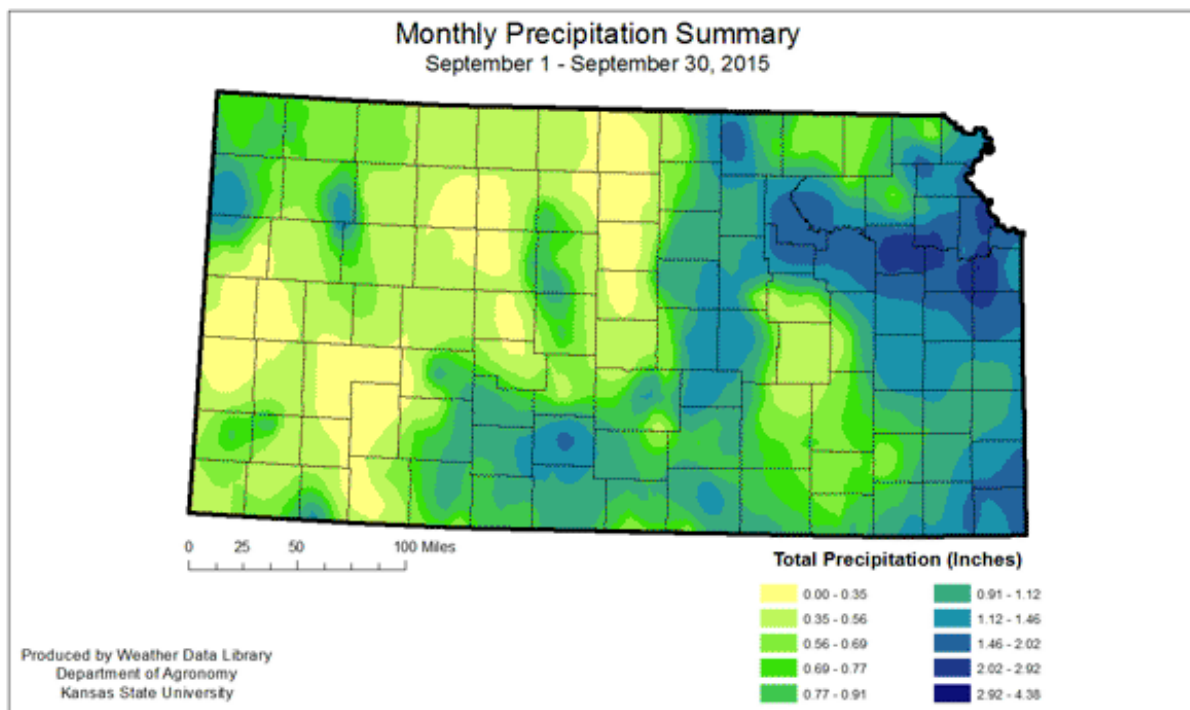 Monthly Precipitation Summary
September 1 - September 30, 2015
0 25 50 100 Miles
Total Precipitation (Inches)
0.00 - 0.35
0.35 - 0.56
0.56 - 0.69
0.69 - 0.77
0.77 - 0.91
0.91 - 1.12
1.12 - 1.46
1.46 - 2.02
2.02 - 2.92
2.92 - 4.38
Produced by Weather Data Library
Department of Agronomy
Kansas State University